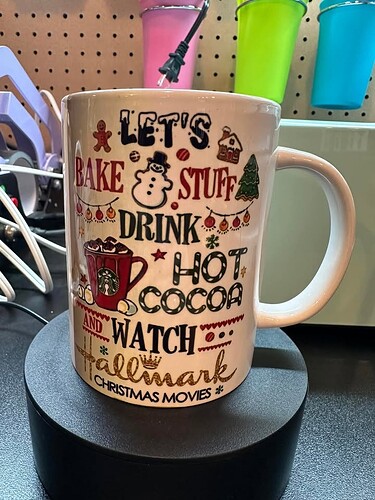 LET'S
BAKE STUFF
DRINK
HOT
COCOA
AND WATCH
Hallmark
CHRISTMAS MOVIES